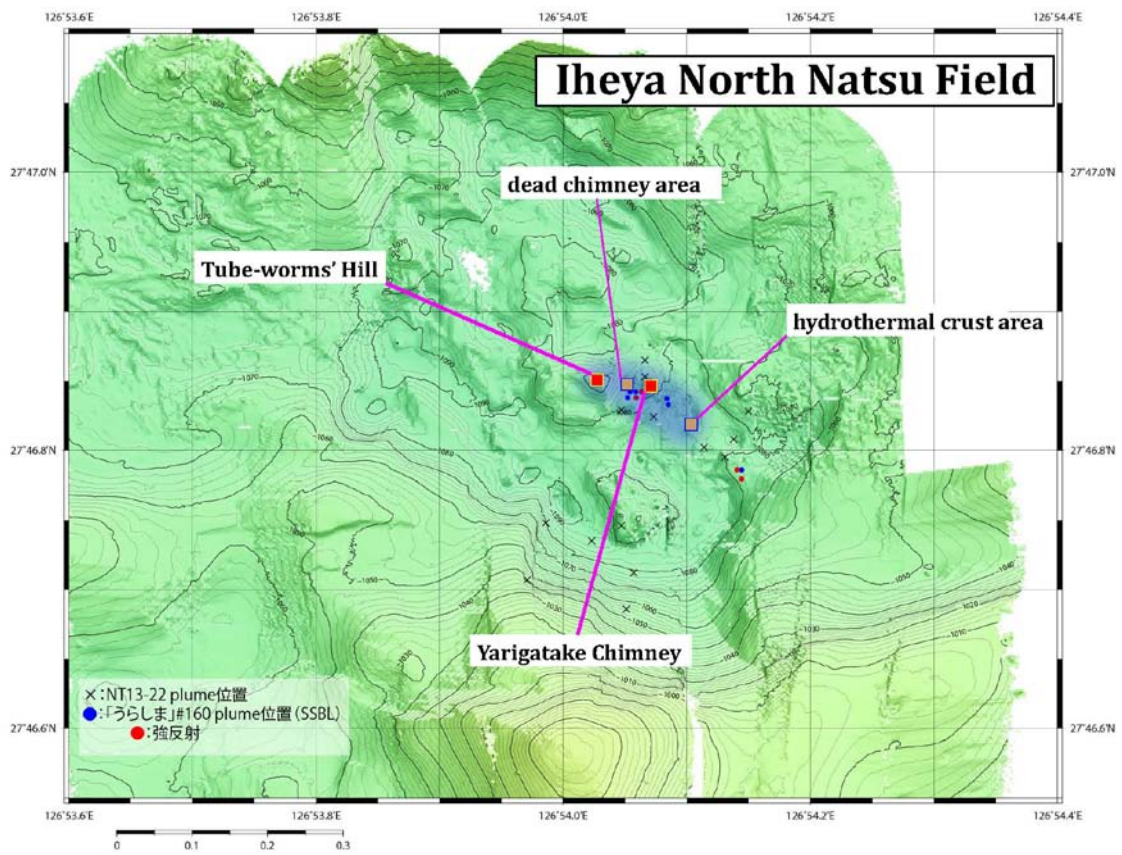 126˚53.6' 126˚53.8' 126˚54.0' 126˚54.2' 126˚54.4'
Iheya North Natsu Field
27˚47.0' 27˚47.0'
dead chimney area
Tube-worms' Hill
hydrothermal crust area
27˚46.8' 27˚46.8'
Yarigatake Chimney
×:NT13-22 plume位置
:「うらしま」#160 plume位置(SSBL)
:強反射
27˚46.6' 27˚46.6'
126˚53.6' 126˚53.8' 126˚54.0' 126˚54.2' 126˚54.4'
0 0.1 0.2 0.3